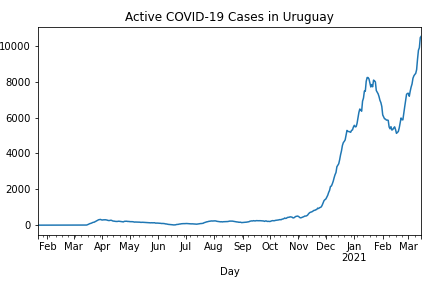 Active COVID-19 Cases in Uruguay
10000
8000
6000
4000
2000
0
Feb Mar Apr May Jun Jul Aug Sep Oct Nov Dec Jan Feb Mar
2021
Day